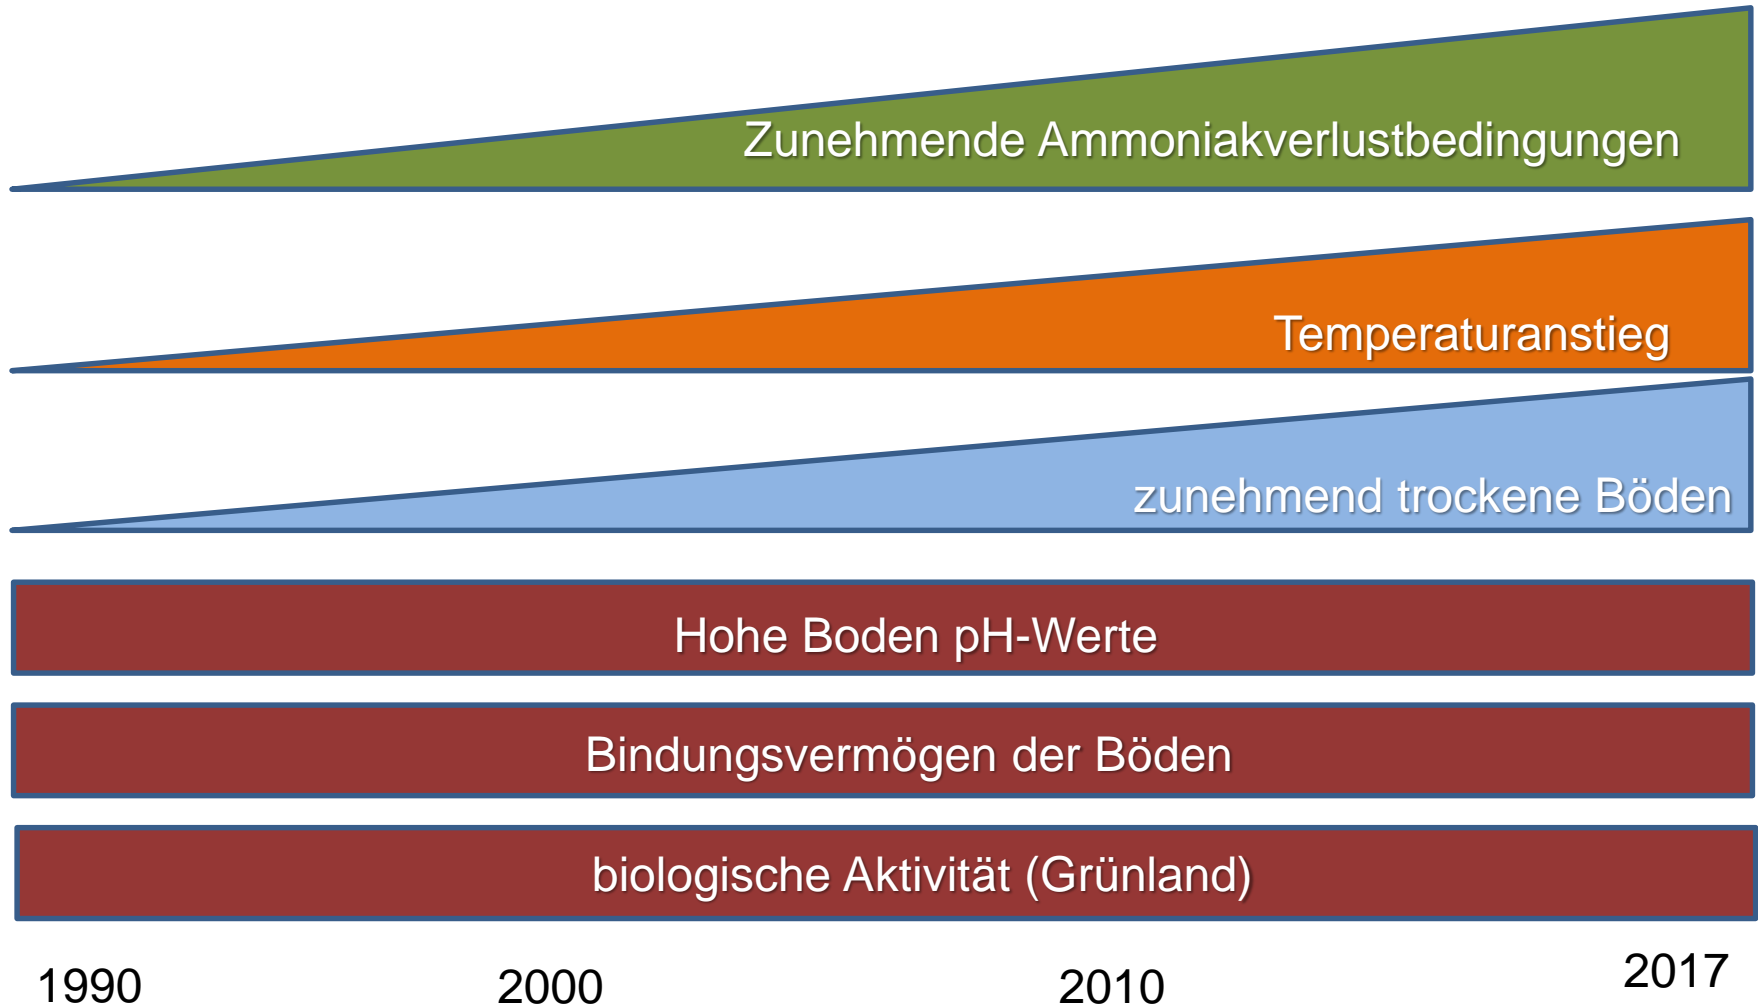 Zunehmende Ammoniakverlustbedingungen
Temperaturanstieg
zunehmend trockene Böden
Hohe Boden pH-Werte
Bindungsvermögen der Böden
biologische Aktivität (Grünland)
1990 2000 2010 2017